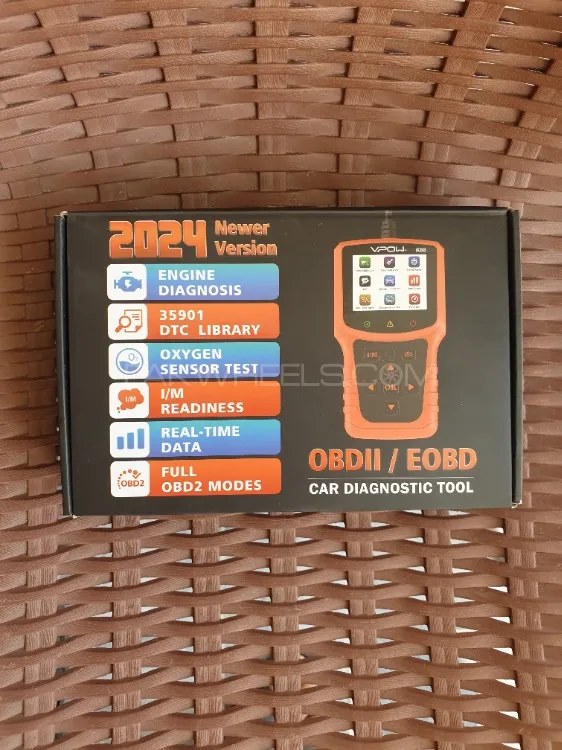 2024 Newer
Version
ENGINE
DIAGNOSIS
35901
DTC LIBRARY
OXYGEN
SENSOR TEST
I/M
I/M
READINESS
REAL-TIME
DATA
OBD2
FULL
OBD2 MODES
VPOW
I/M
OK
OBDII / EOBD
CAR DIAGNOSTIC TOOL
PAKWHEELS.COM